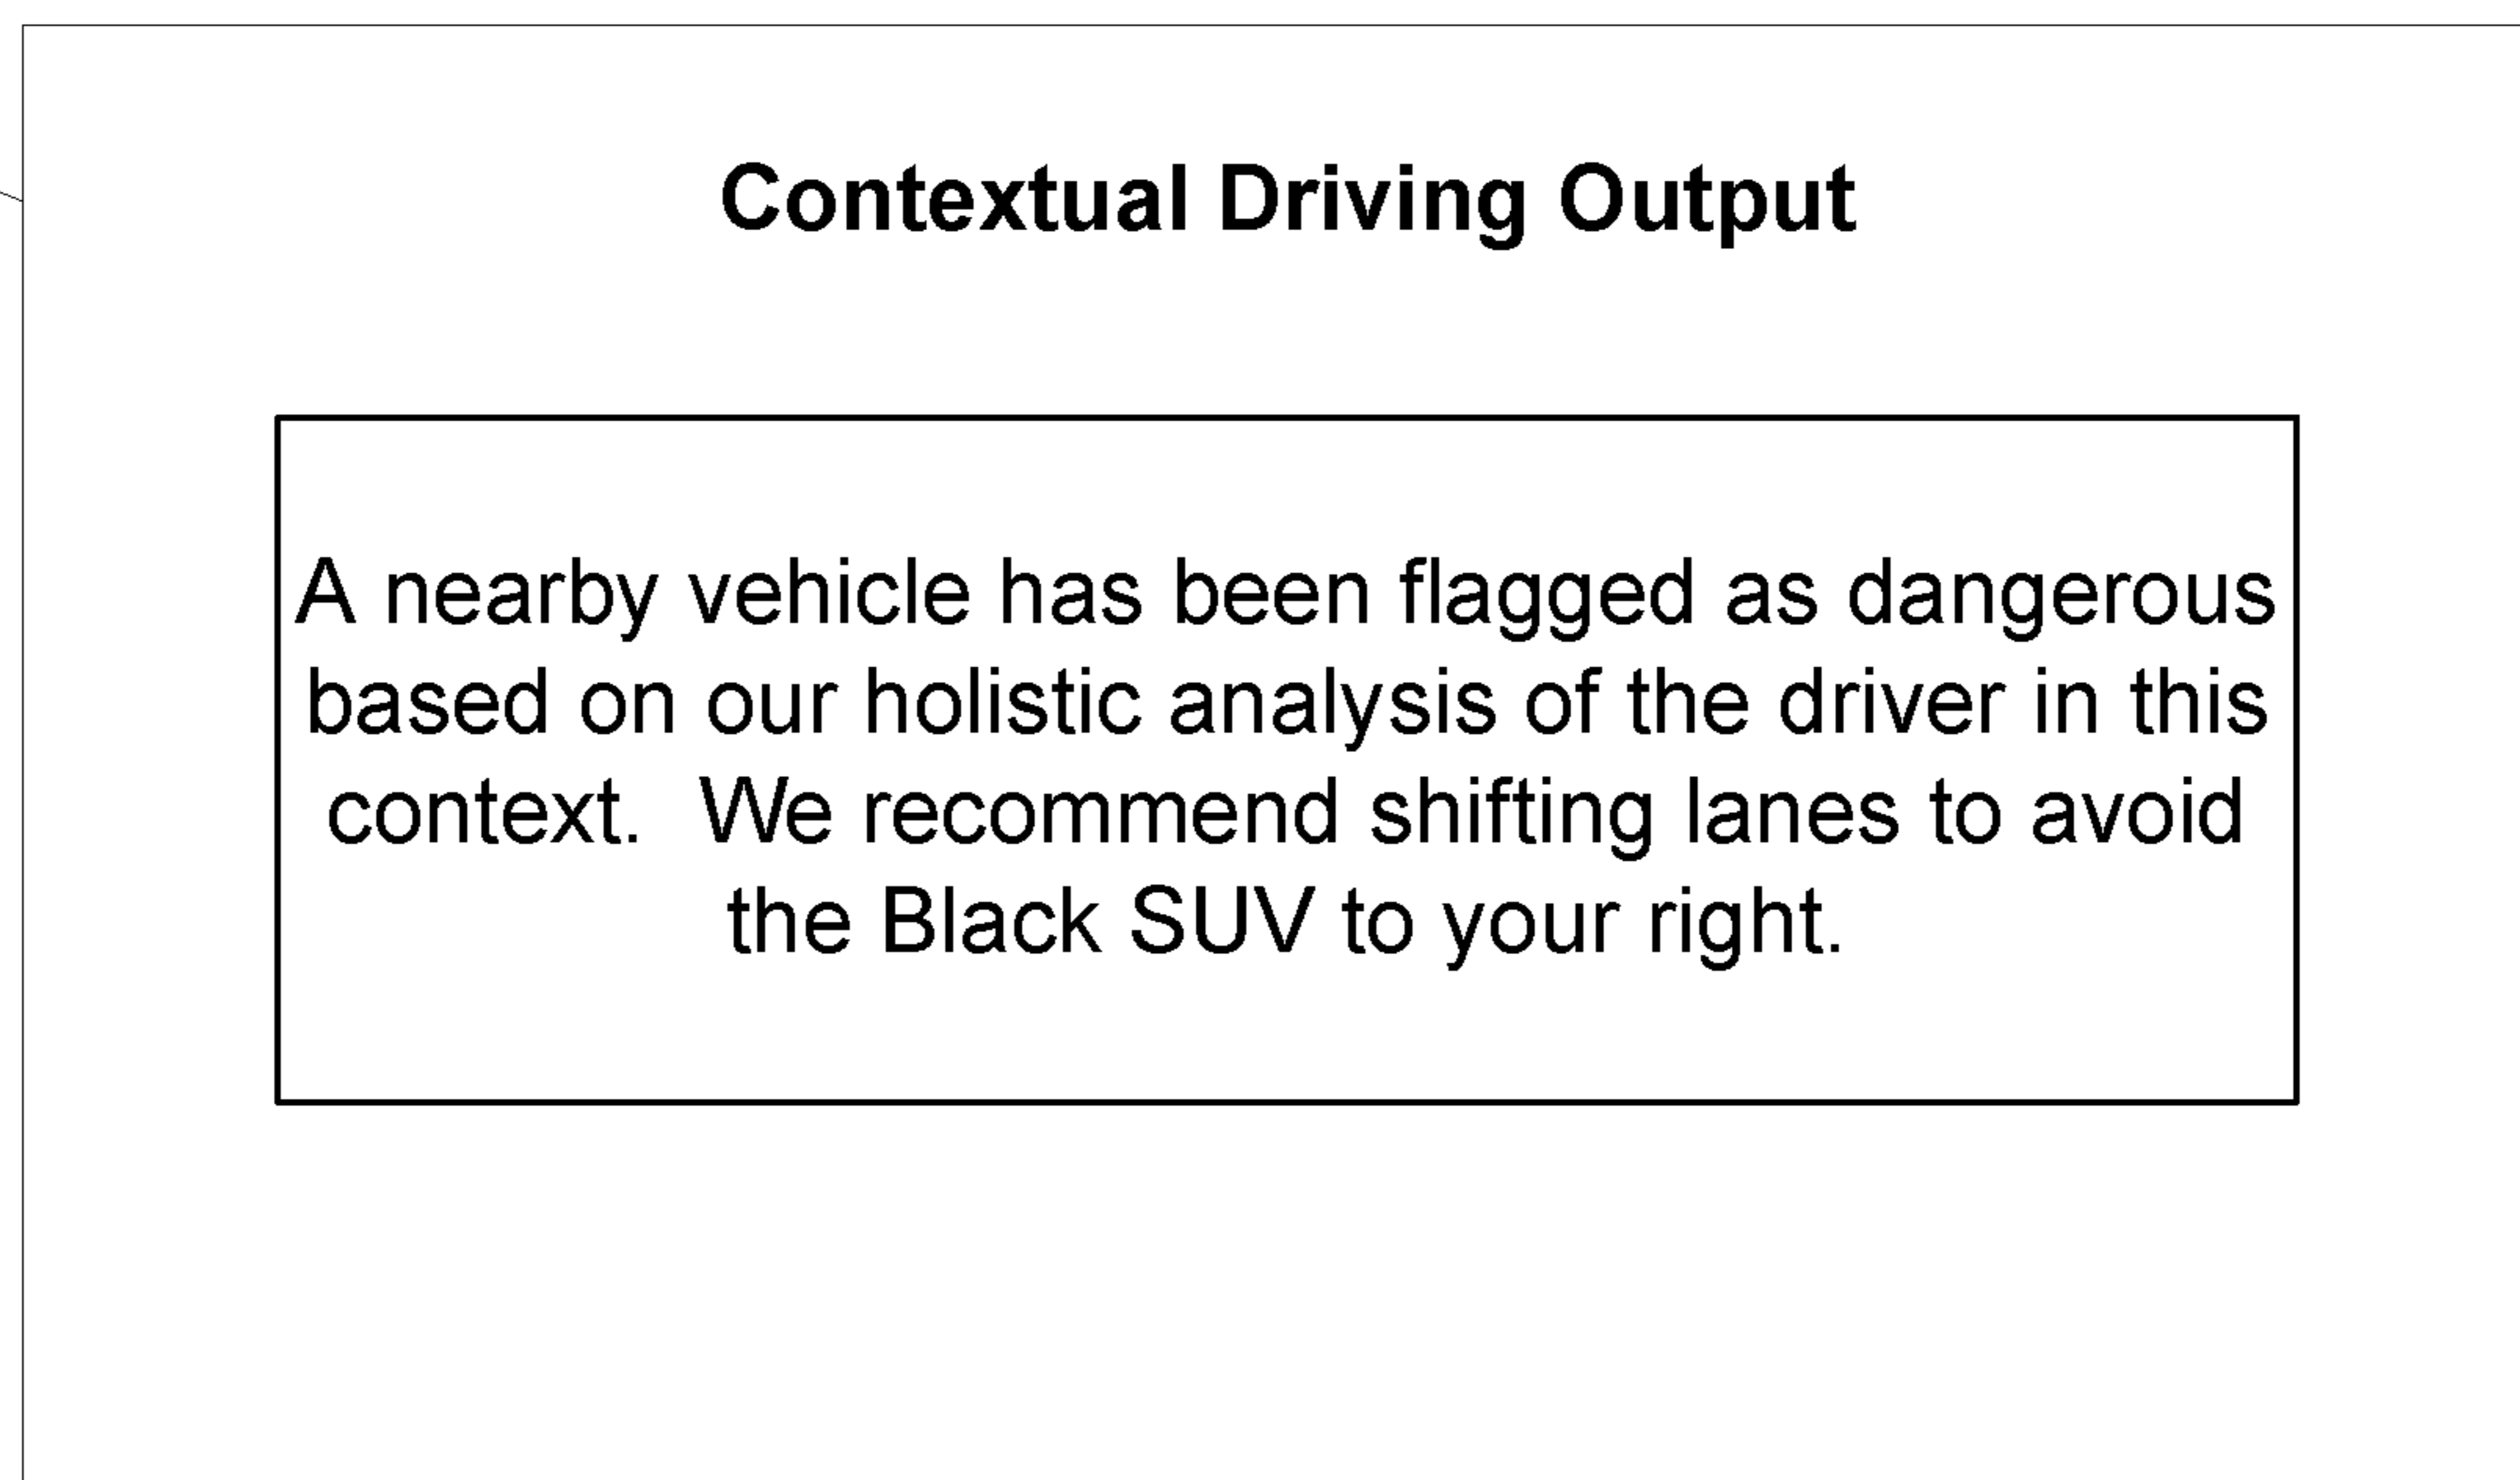 Contextual Driving Output
A nearby vehicle has been flagged as dangerous
based on our holistic analysis of the driver in this
context.  We recommend shifting lanes to avoid
the Black SUV to your right.